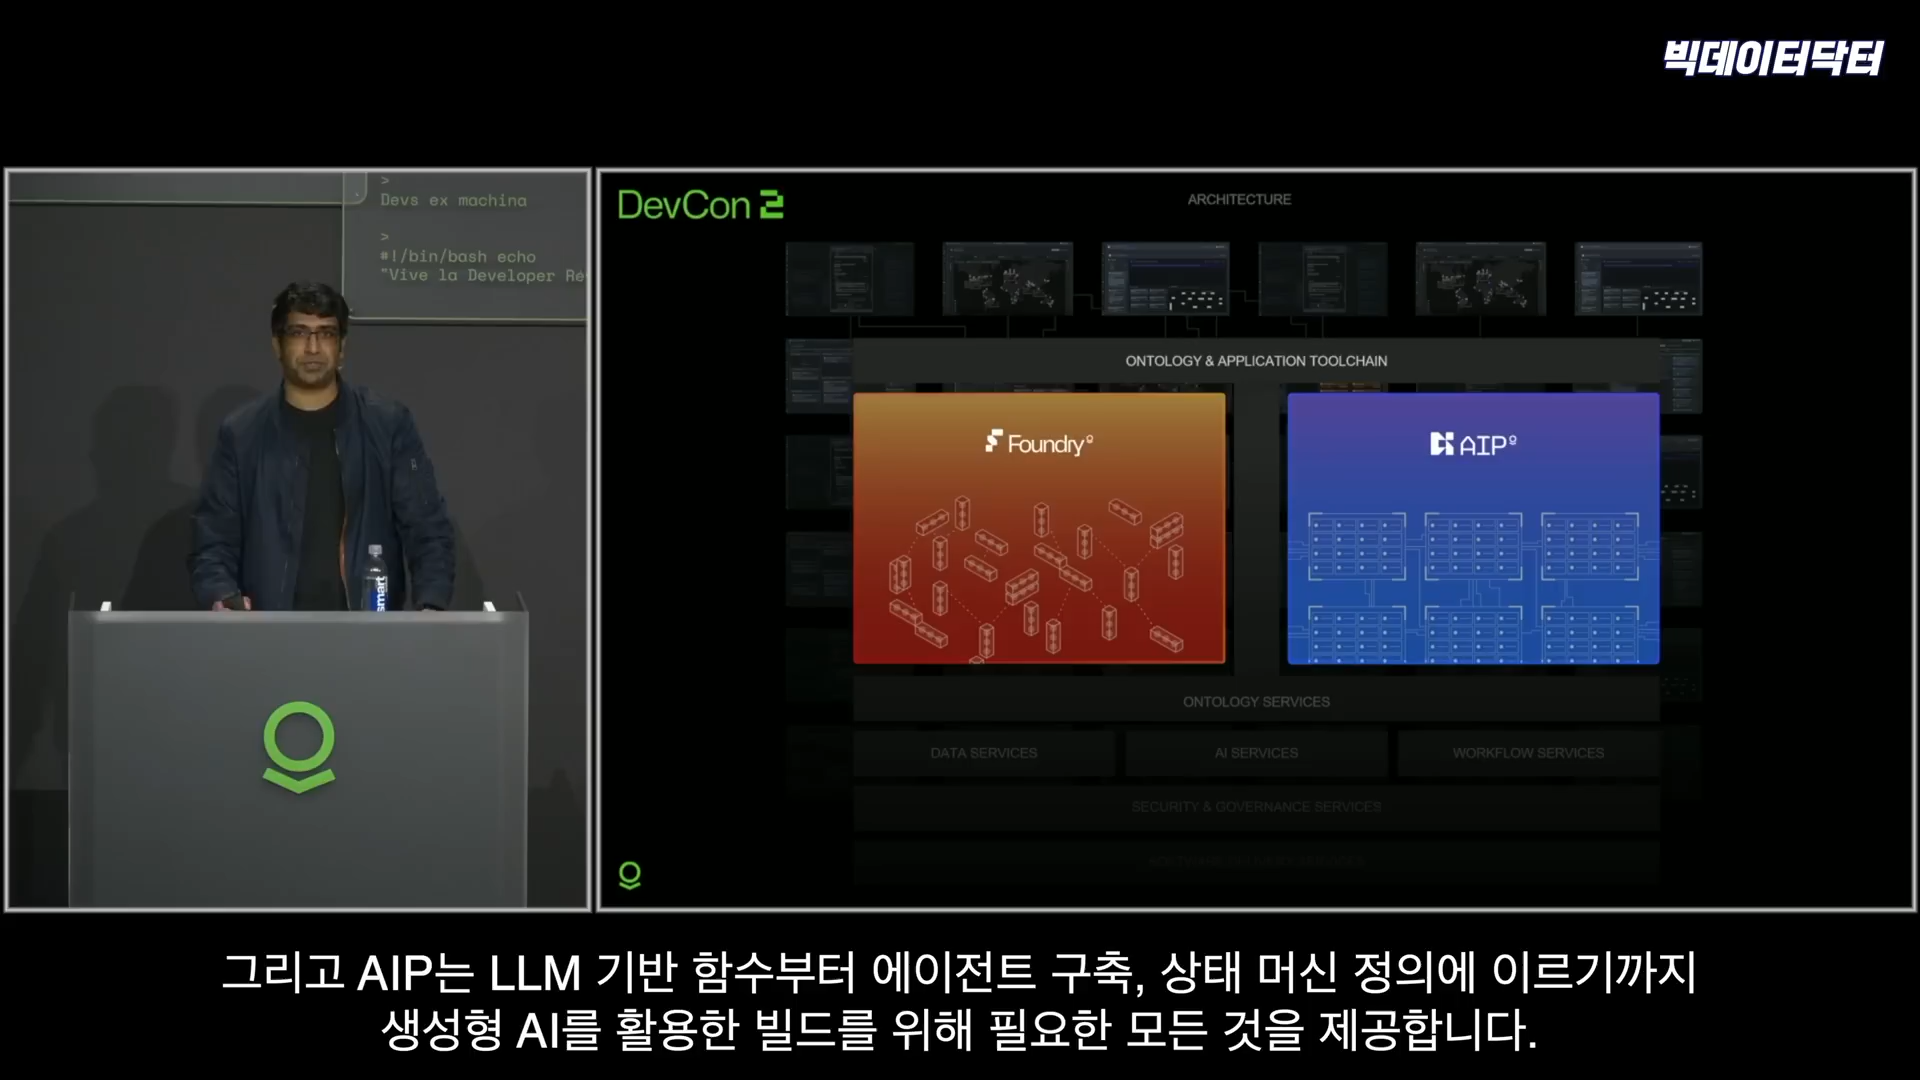 빅데이터닥터
>
Devs ex machina
>
#!/bin/bash echo
"Vive la Developer Re
smart
DevCon 2
ARCHITECTURE
ONTOLOGY & APPLICATION TOOLCHAIN
Foundry
AIP
ONTOLOGY SERVICES
DATA SERVICES
AI SERVICES
WORKFLOW SERVICES
SECURITY & GOVERNANCE SERVICES
그리고 AIP는 LLM 기반 함수부터 에이전트 구축, 상태 머신 정의에 이르기까지
생성형 AI를 활용한 빌드를 위해 필요한 모든 것을 제공합니다.